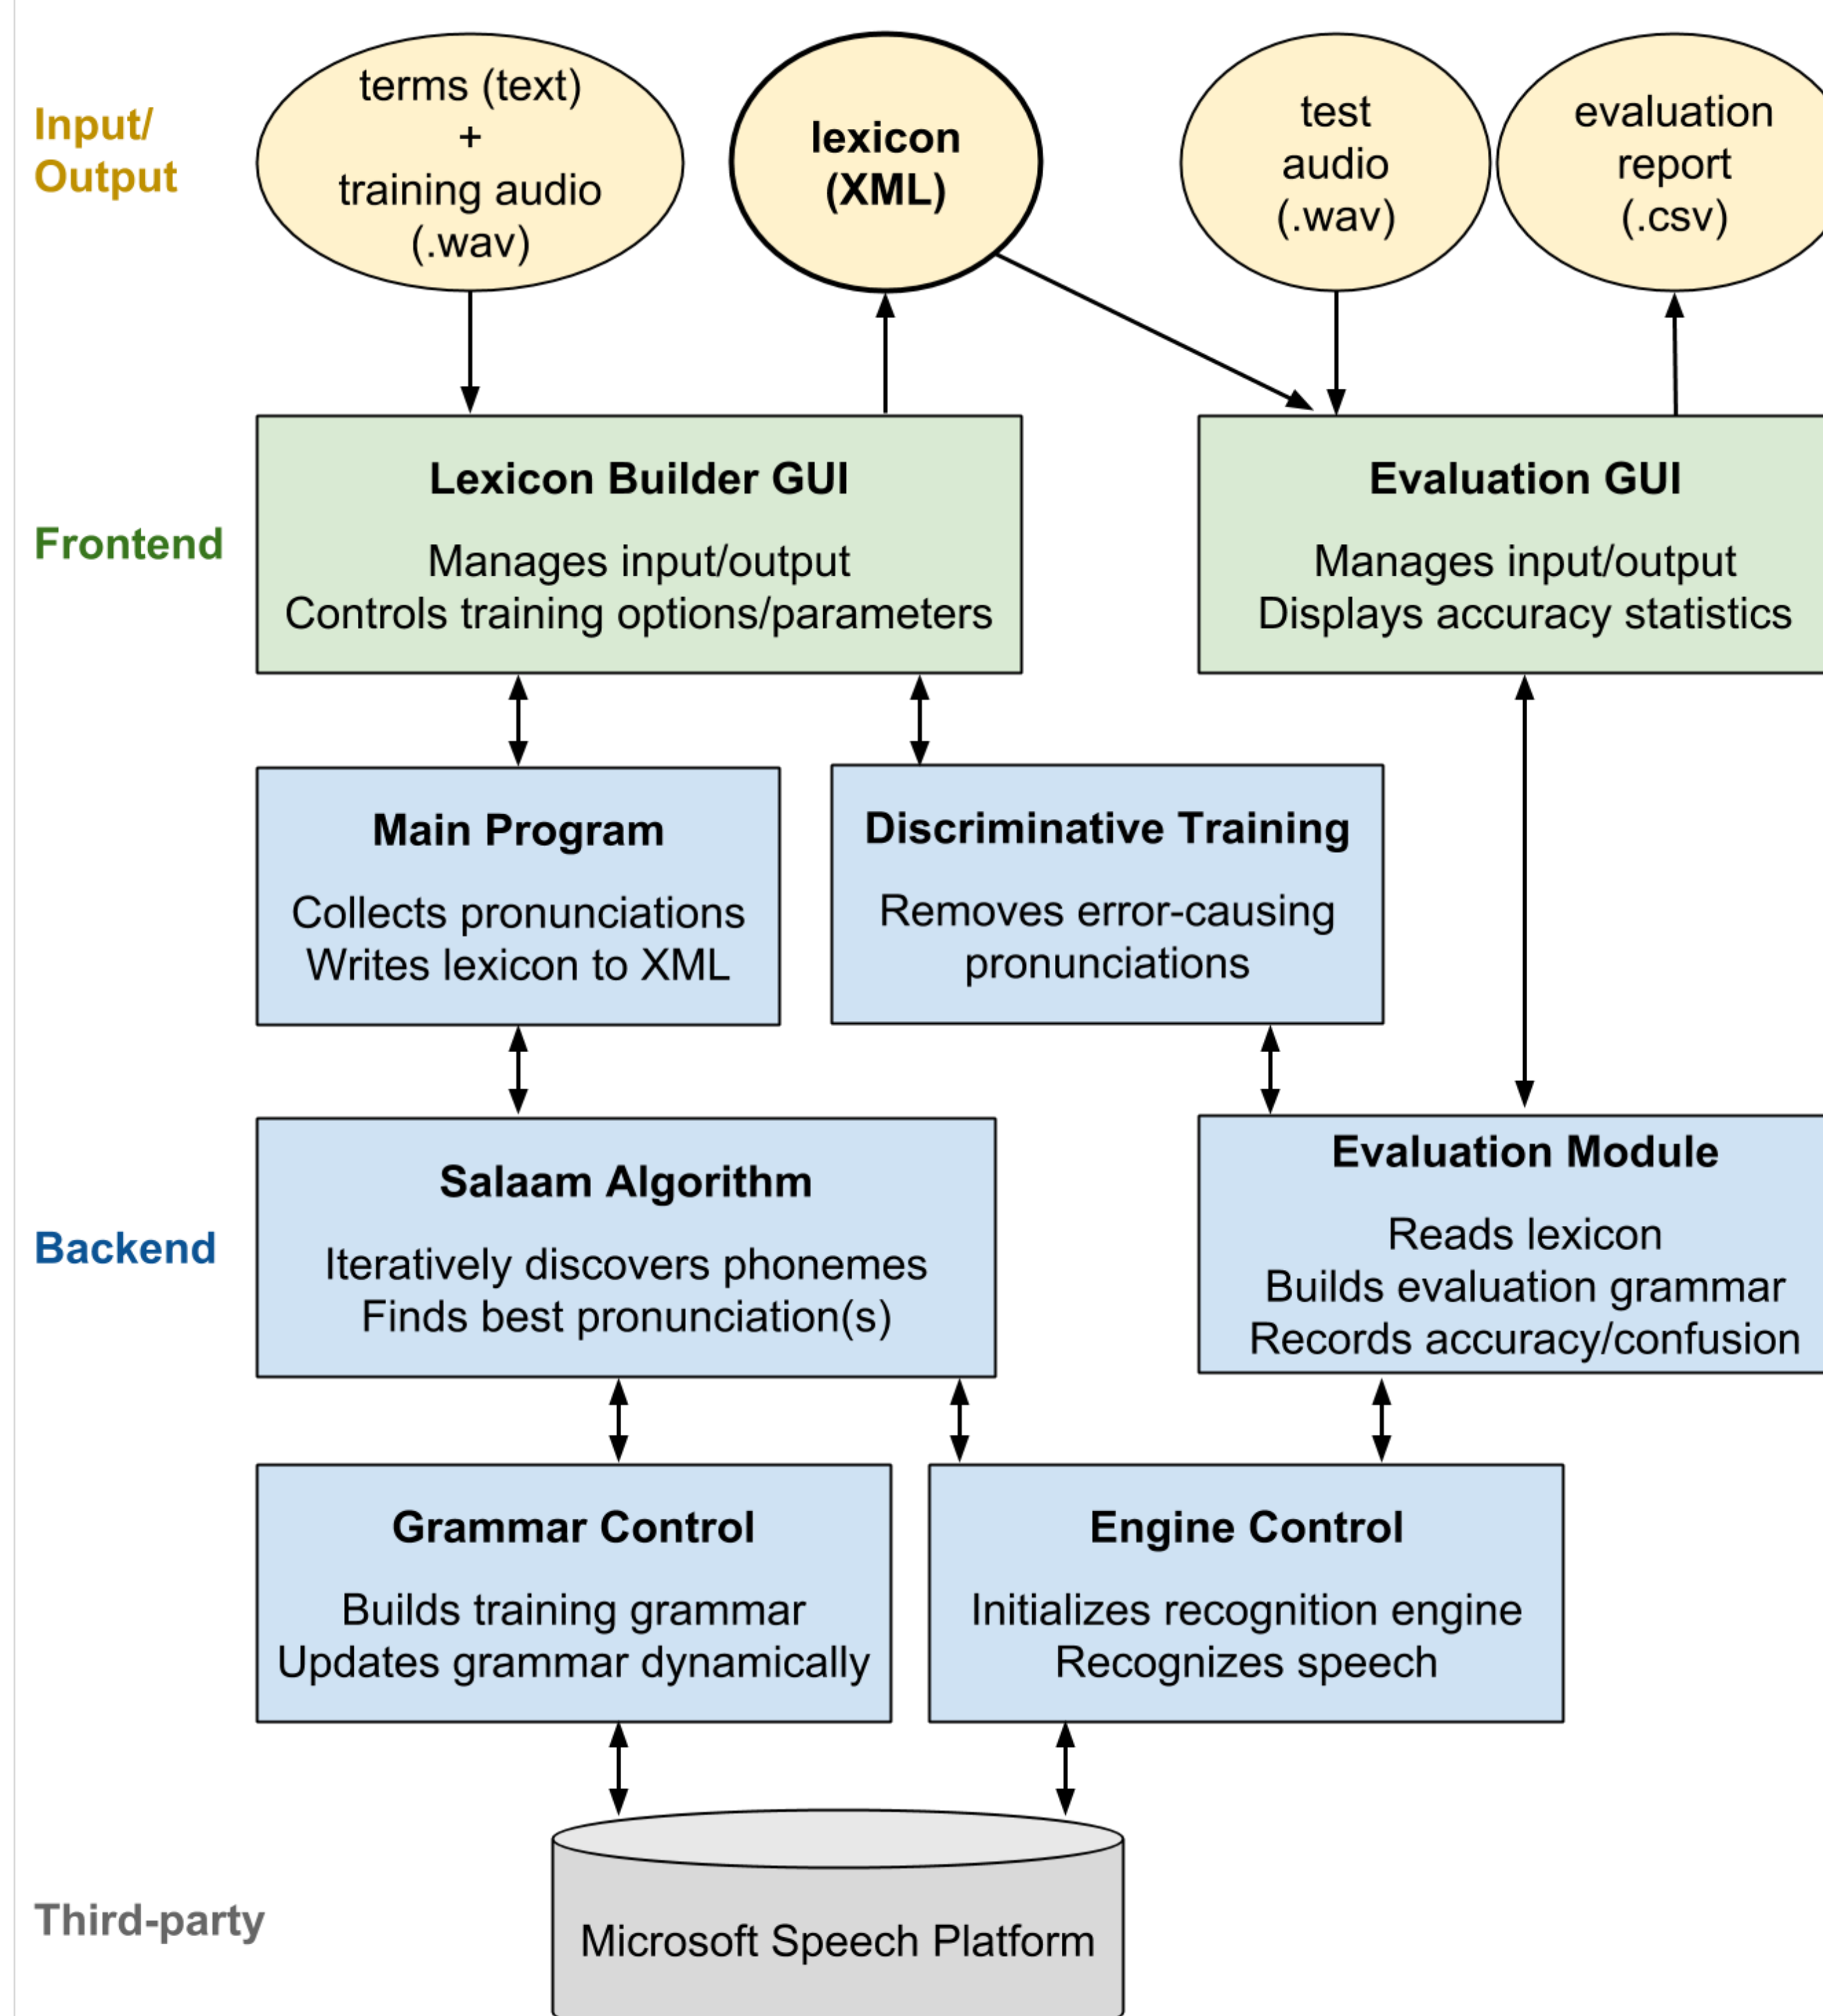 Input/
Output
terms (text)
+
training audio
(.wav)
lexicon
(XML)
test
audio
(.wav)
evaluation
report
(.csv)
Frontend
Lexicon Builder GUI
Manages input/output
Controls training options/parameters
Evaluation GUI
Manages input/output
Displays accuracy statistics
Main Program
Collects pronunciations
Writes lexicon to XML
Discriminative Training
Removes error-causing
pronunciations
Backend
Salaam Algorithm
Iteratively discovers phonemes
Finds best pronunciation(s)
Evaluation Module
Reads lexicon
Builds evaluation grammar
Records accuracy/confusion
Grammar Control
Builds training grammar
Updates grammar dynamically
Engine Control
Initializes recognition engine
Recognizes speech
Third-party
Microsoft Speech Platform